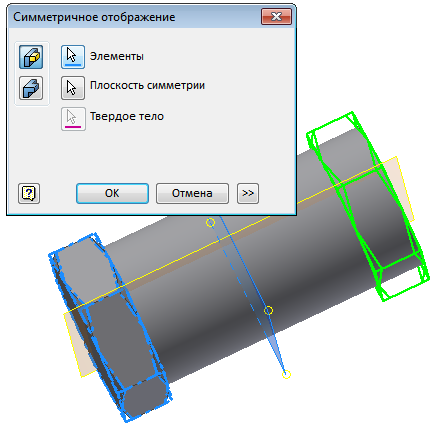 Симметричное отображение
Элементы
Плоскость симметрии
Твердое тело
?
OK
Отмена
>>